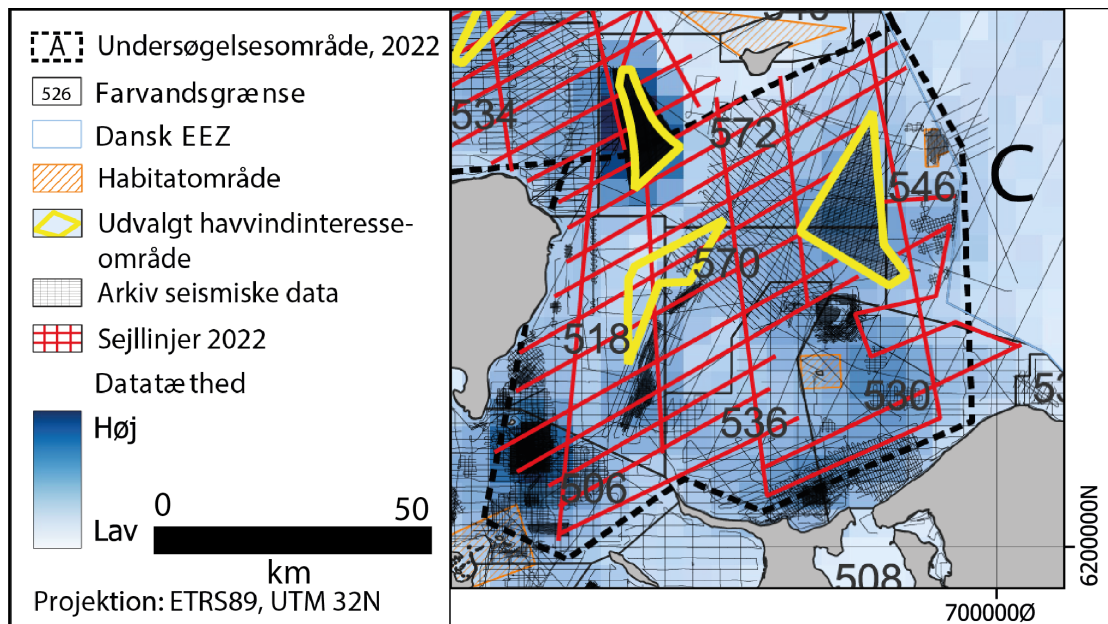 A Undersøgelsesområde, 2022
526 Farvandsgrænse
Dansk EEZ
Habitatområde
Udvalgt havvindinteresse-
område
Arkiv seismiske data
Sejllinjer 2022
Datatæthed
Høj
Lav
0 50
km
Projektion: ETRS89, UTM 32N
534
572
546
C
570
518
530
536
506
508
6200000N
700000Ø